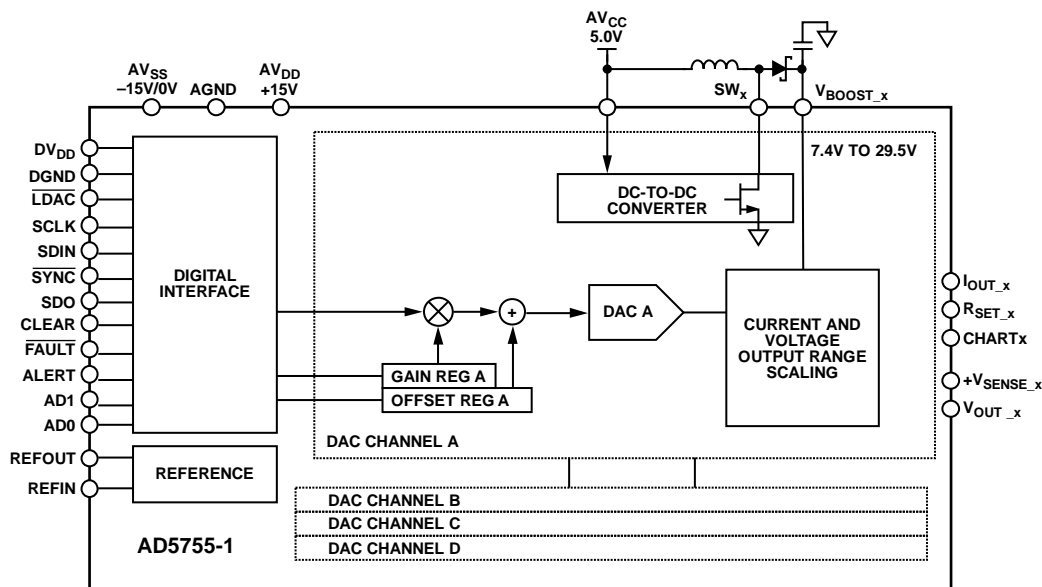 AVCC
5.0V
AVSS
–15V/0V
AGND
AVDD
+15V
SWx
VBOOST_x
DVDD
DGND
LDAC
SCLK
SDIN
SYNC
SDO
CLEAR
FAULT
ALERT
AD1
AD0
REFOUT
REFIN
DIGITAL
INTERFACE
REFERENCE
7.4V TO 29.5V
DC-TO-DC
CONVERTER
+
DAC A
CURRENT AND
VOLTAGE
OUTPUT RANGE
SCALING
GAIN REG A
OFFSET REG A
DAC CHANNEL A
DAC CHANNEL B
DAC CHANNEL C
DAC CHANNEL D
IOUT_x
RSET_x
CHARTx
+VSENSE_x
VOUT_x
AD5755-1